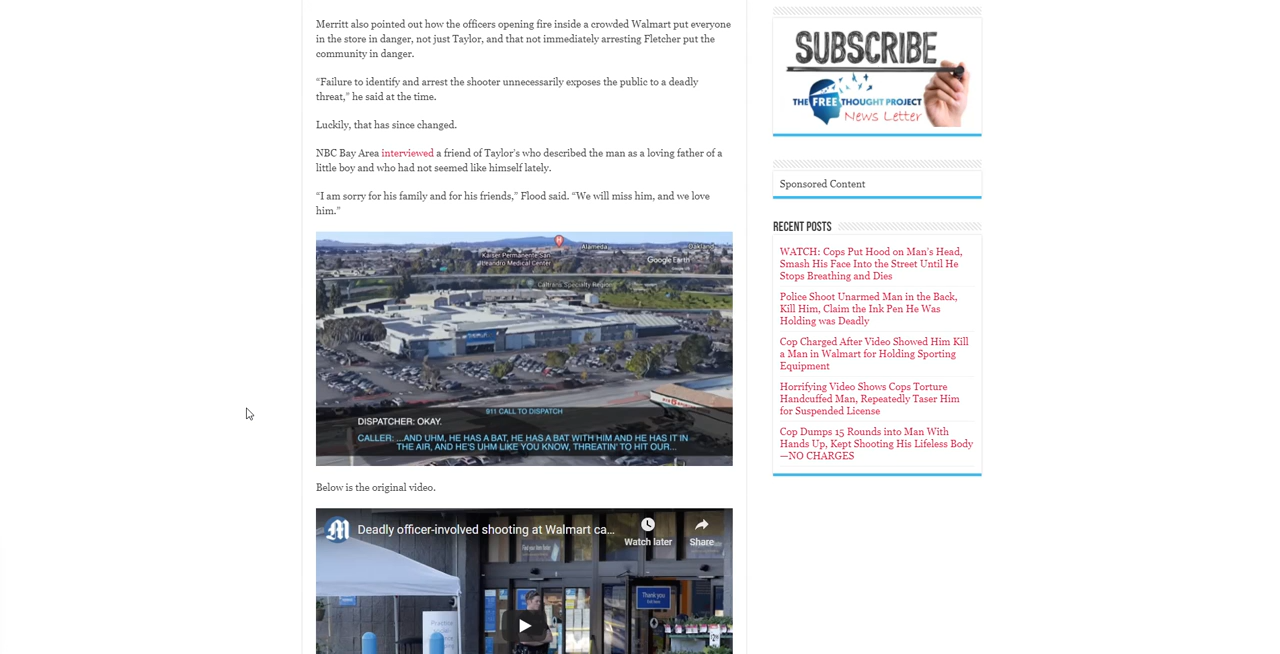 Merritt also pointed out how the officers opening fire inside a crowded Walmart put everyone
in the store in danger, not just Taylor, and that not immediately arresting Fletcher put the
community in danger.
“Failure to identify and arrest the shooter unnecessarily exposes the public to a deadly
threat,” he said at the time.
Luckily, that has since changed.
NBC Bay Area interviewed a friend of Taylor’s who described the man as a loving father of a
little boy and who had not seemed like himself lately.
“I am sorry for his family and for his friends,” Flood said. “We will miss him, and we love
him.”
Alameda
Oakland
Kaiser Permanente San
Leandro Medical Center
Google Earth
Caltrans Specialty Region
911 CALL TO DISPATCH
DISPATCHER: OKAY.
CALLER: ...AND UHM, HE HAS A BAT, HE HAS A BAT WITH HIM AND HE HAS IT IN
THE AIR, AND HE'S UHM LIKE YOU KNOW, THREATIN' TO HIT OUR...
Below is the original video.
Deadly officer-involved shooting at Walmart ca...
Watch later
Share
Thank you
SUBSCRIBE
THE FREE THOUGHT PROJECT
News Letter
Sponsored Content
RECENT POSTS
WATCH: Cops Put Hood on Man’s Head,
Smash His Face Into the Street Until He
Stops Breathing and Dies
Police Shoot Unarmed Man in the Back,
Kill Him, Claim the Ink Pen He Was
Holding was Deadly
Cop Charged After Video Showed Him Kill
a Man in Walmart for Holding Sporting
Equipment
Horrifying Video Shows Cops Torture
Handcuffed Man, Repeatedly Taser Him
for Suspended License
Cop Dumps 15 Rounds into Man With
Hands Up, Kept Shooting His Lifeless Body
—NO CHARGES